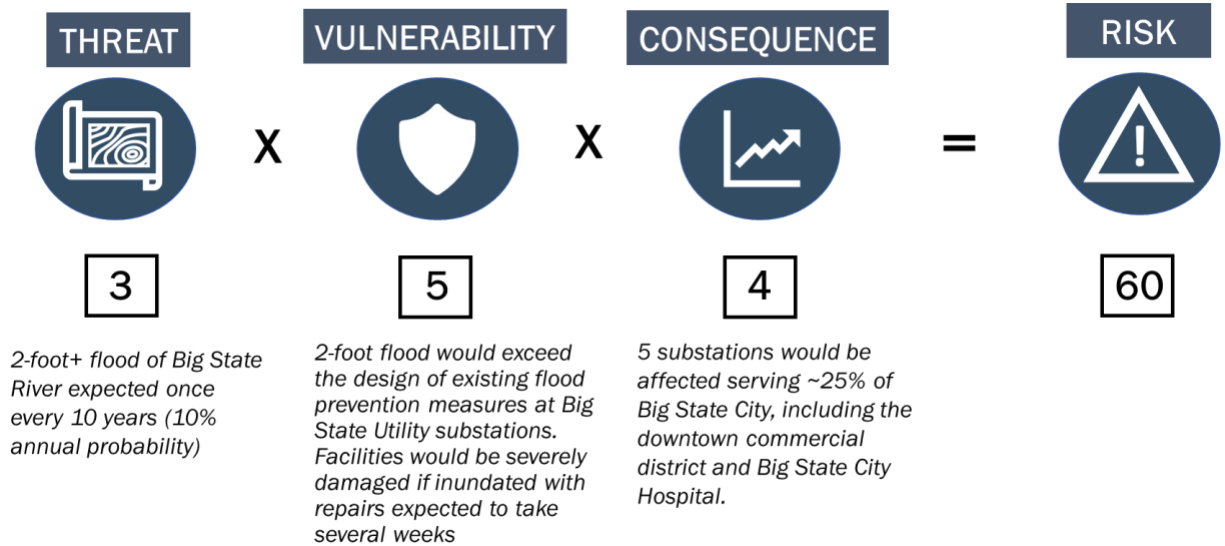 THREAT
VULNERABILITY
CONSEQUENCE
RISK
X
X
=
!
3
5
4
60
2-foot+ flood of Big State
River expected once
every 10 years (10%
annual probability)
2-foot flood would exceed
the design of existing flood
prevention measures at Big
State Utility substations.
Facilities would be severely
damaged if inundated with
repairs expected to take
several weeks
5 substations would be
affected serving ~25% of
Big State City, including the
downtown commercial
district and Big State City
Hospital.